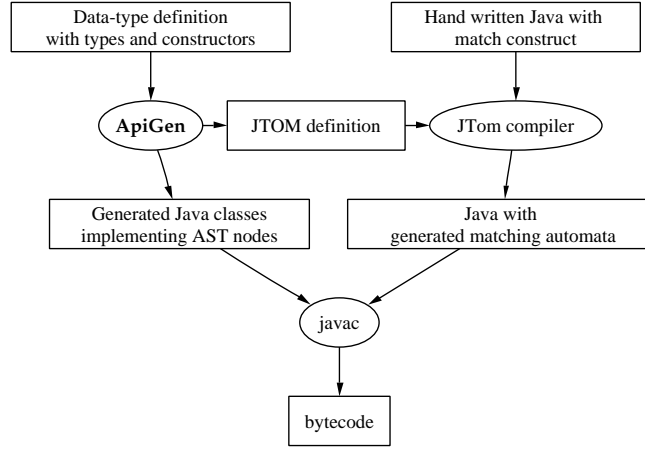 Data-type definition
with types and constructors
Hand written Java with
match construct
ApiGen
JTOM definition
JTom compiler
Generated Java classes
implementing AST nodes
Java with
generated matching automata
javac
bytecode